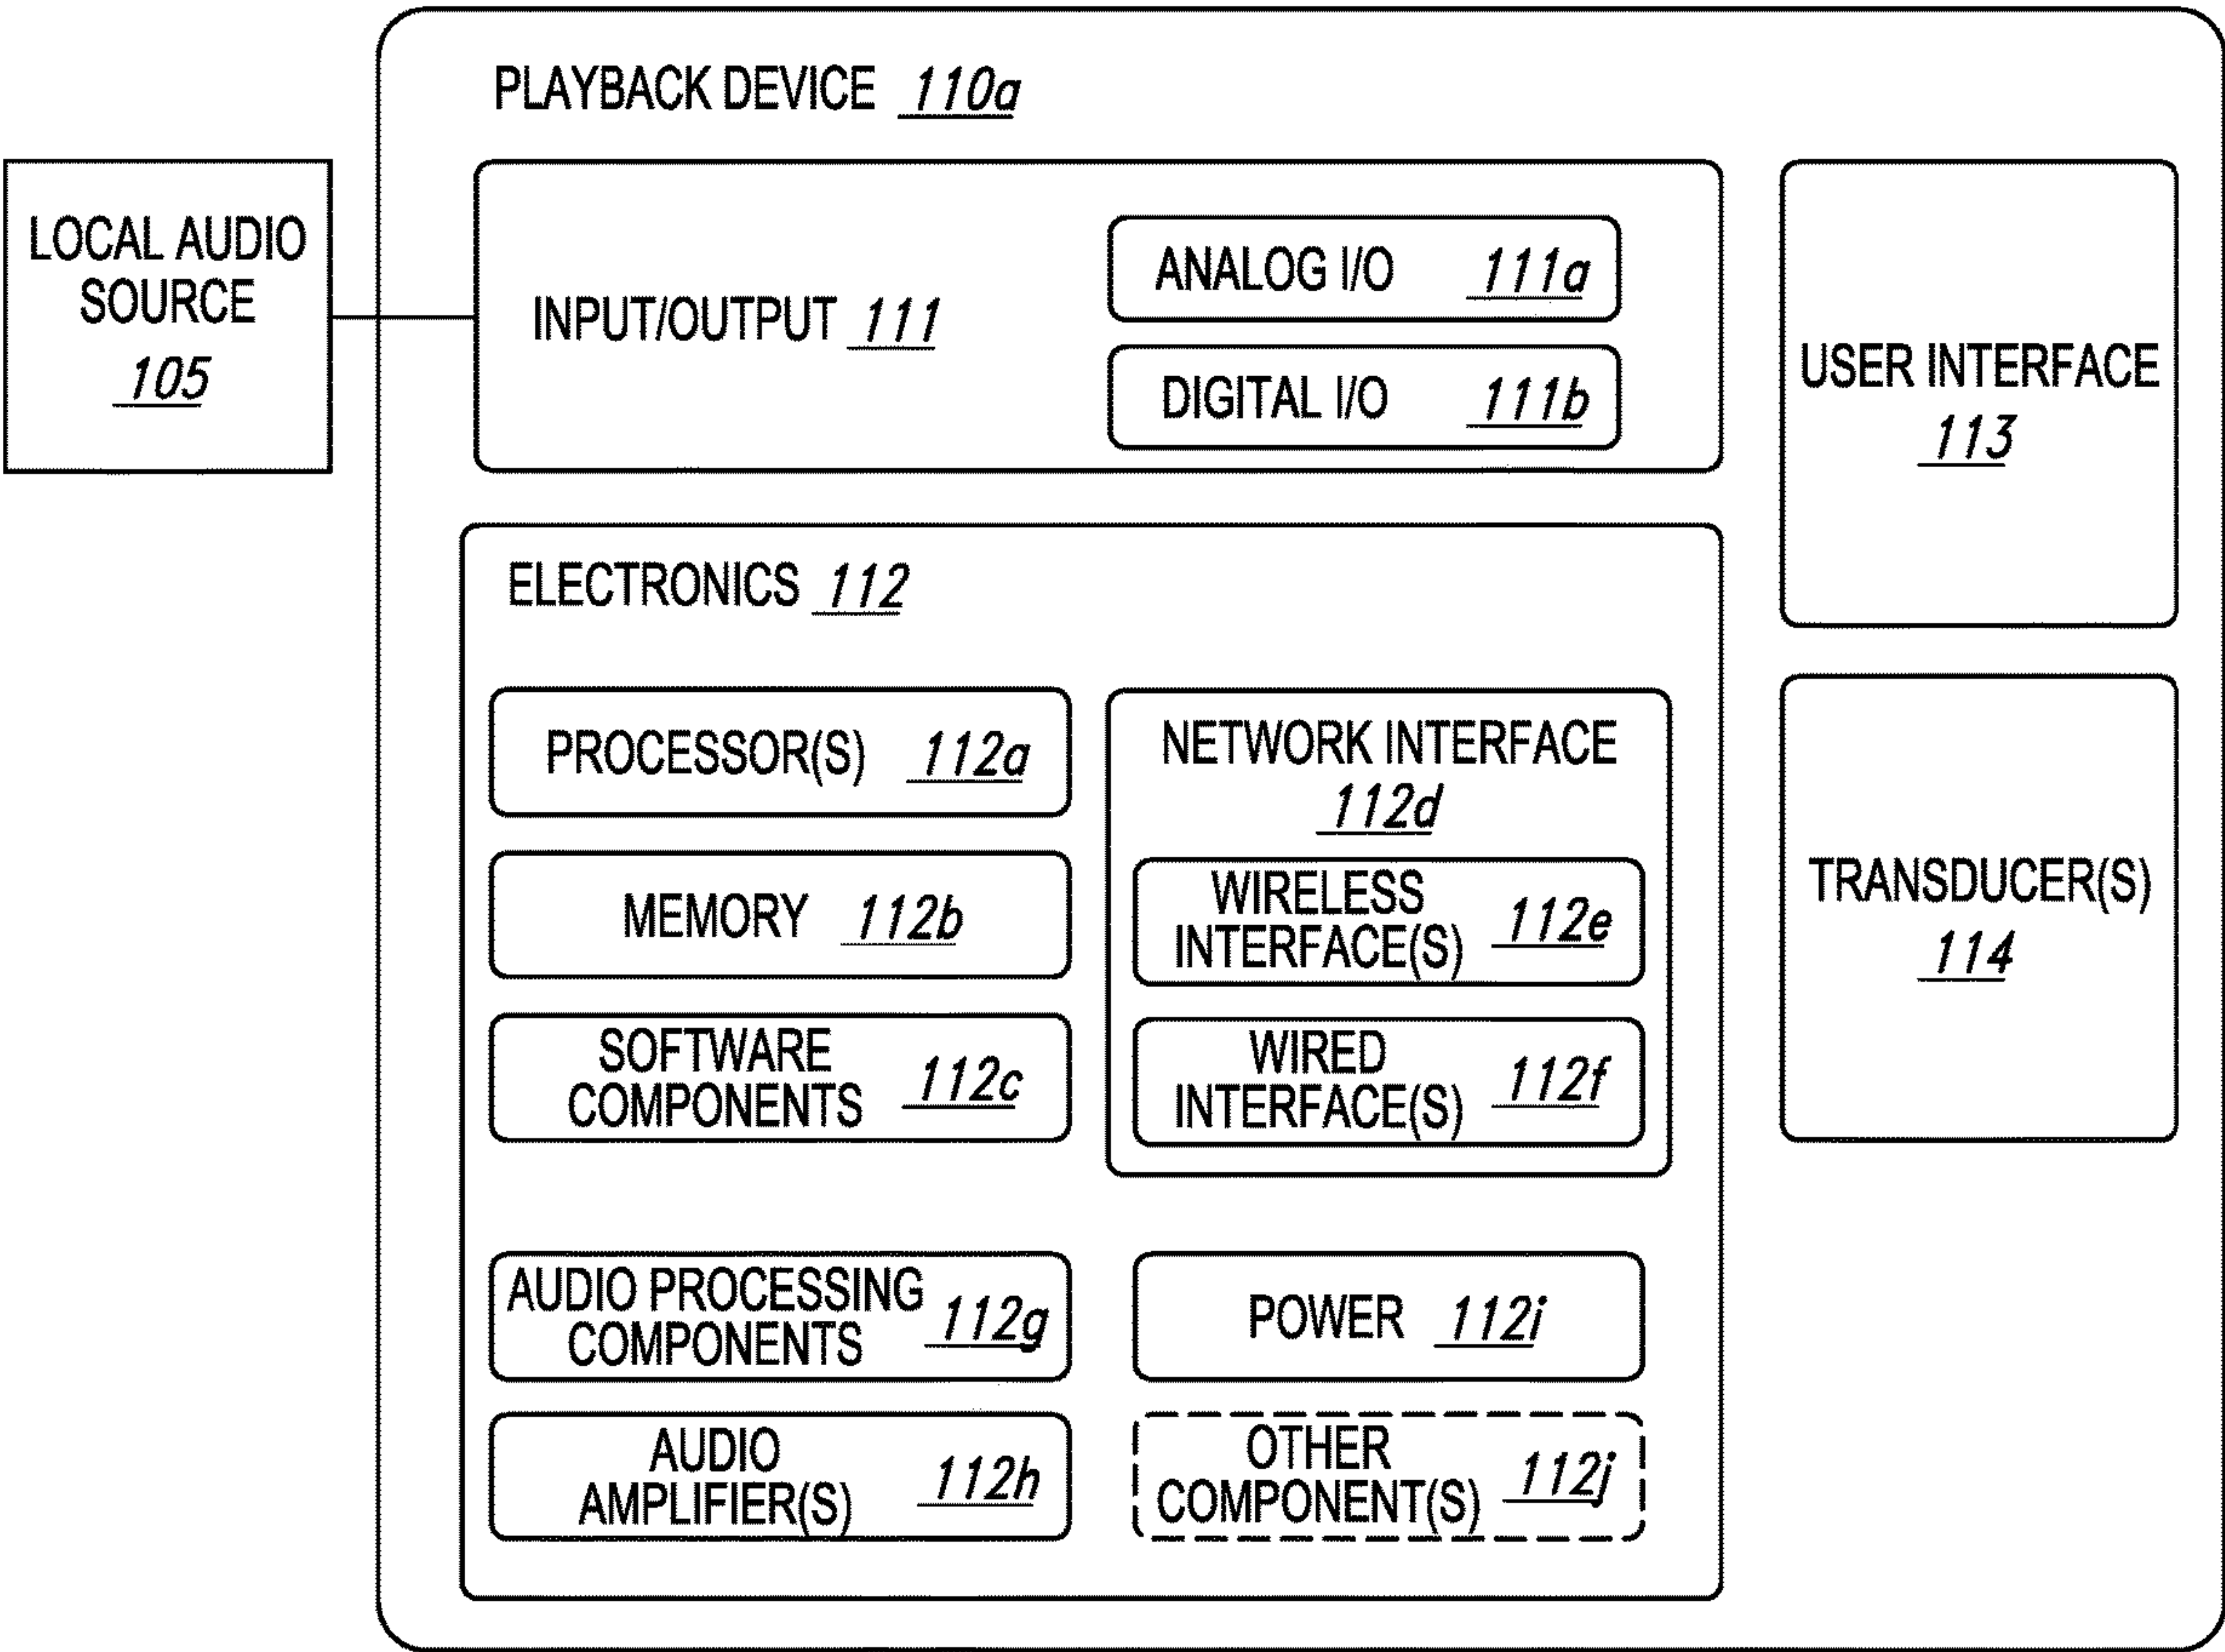 PLAYBACK DEVICE 110a
LOCAL AUDIO
SOURCE
105
INPUT/OUTPUT 111
ANALOG I/O 111a
DIGITAL I/O 111b
USER INTERFACE
113
ELECTRONICS 112
PROCESSOR(S) 112a
MEMORY 112b
SOFTWARE
COMPONENTS 112c
NETWORK INTERFACE
112d
WIRELESS
INTERFACE(S) 112e
WIRED
INTERFACE(S) 112f
TRANSDUCER(S)
114
AUDIO PROCESSING
COMPONENTS 112g
POWER 112i
AUDIO
AMPLIFIER(S) 112h
OTHER
COMPONENT(S) 112j